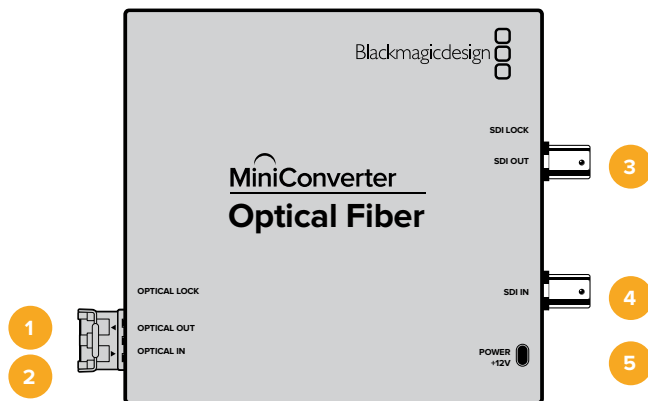 Blackmagicdesign
SDI LOCK
SDI OUT
3
MiniConverter
Optical Fiber
OPTICAL LOCK
SDI IN
4
1
OPTICAL OUT
2
OPTICAL IN
POWER
+12V
5